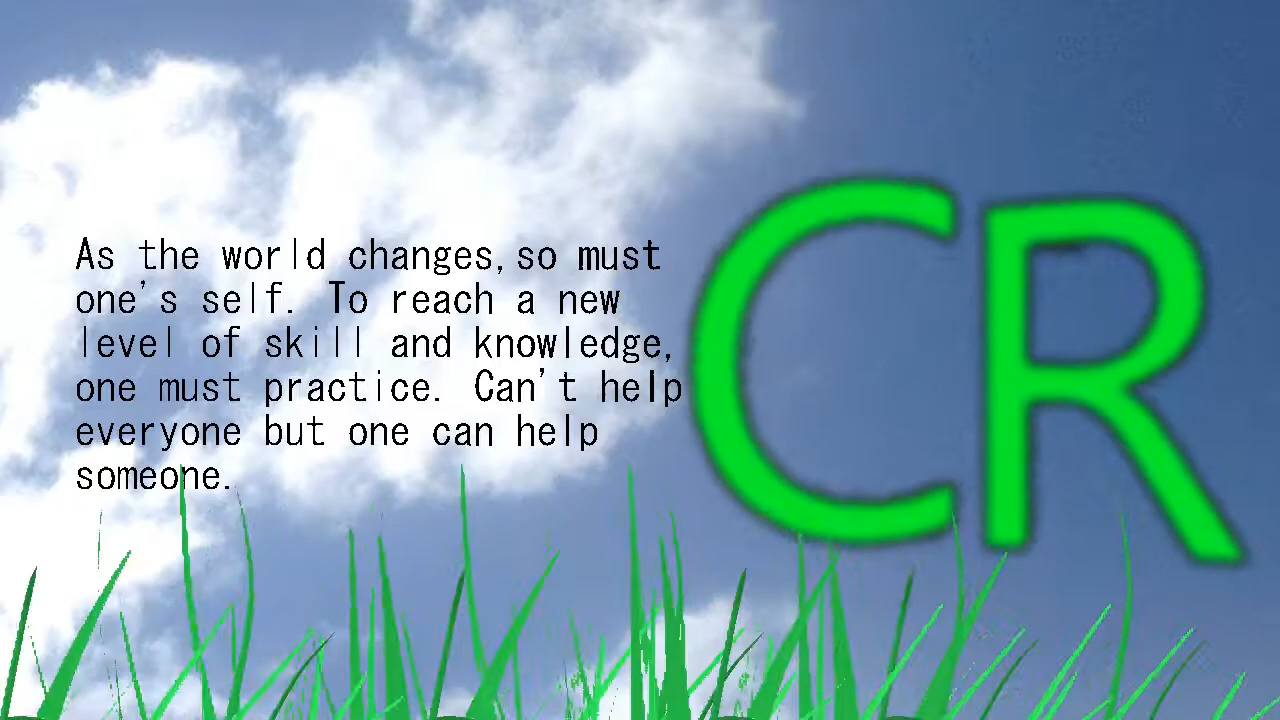 As the world changes,so must
one's self. To reach a new
level of skill and knowledge,
one must practice. Can't help
everyone but one can help
someone.
CR